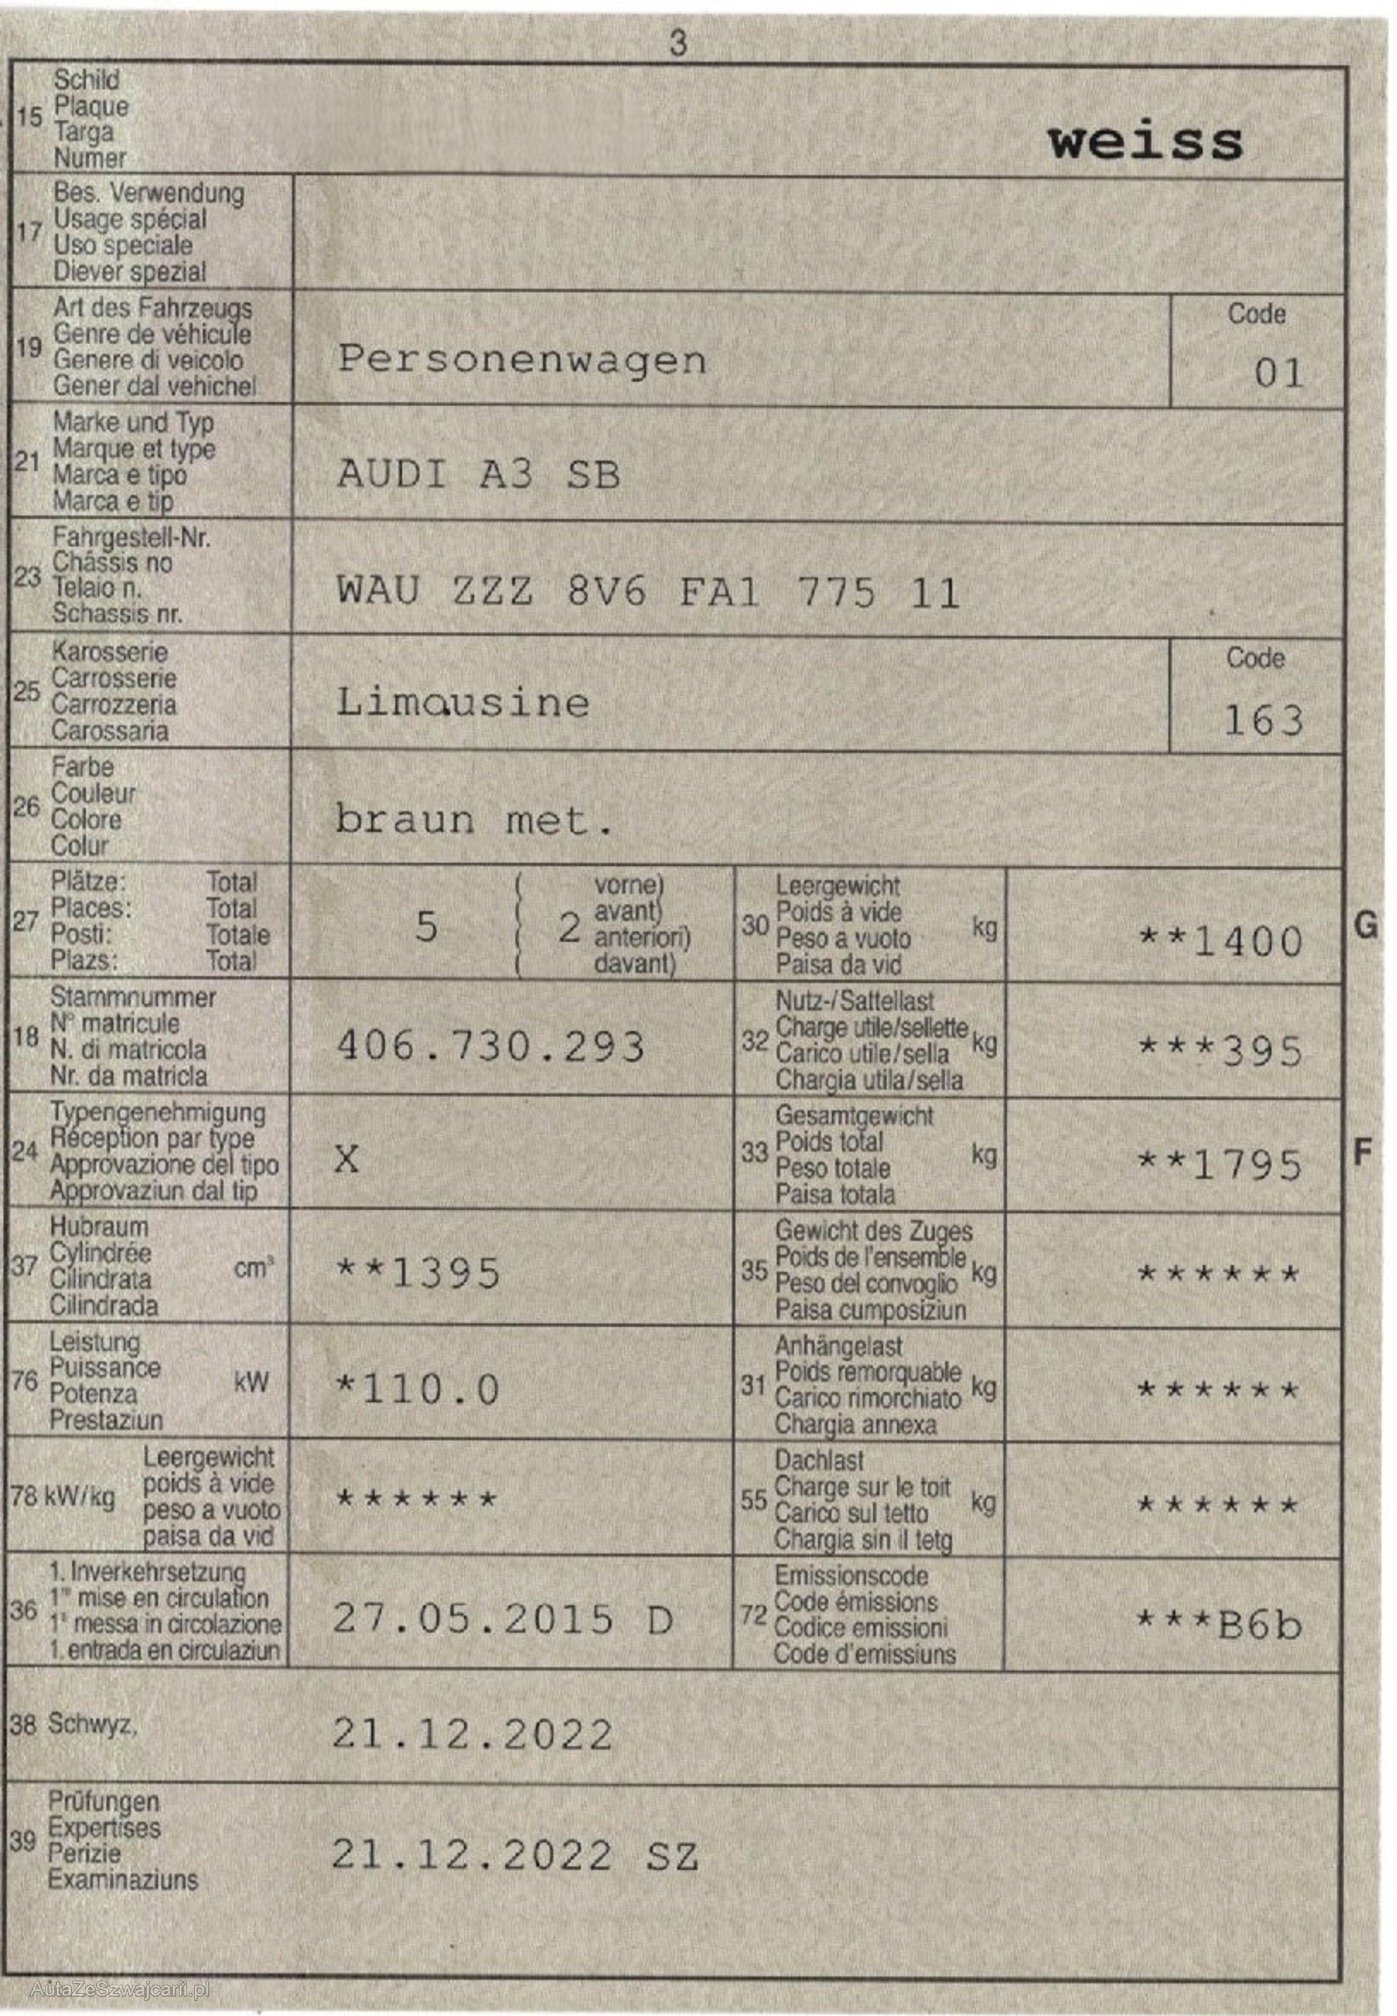 3
15 Schild
Plaque
Targa
Numer
weiss
17 Bes. Verwendung
Usage spécial
Uso speciale
Diever spezial
19 Art des Fahrzeugs
Genre de véhicule
Genere di veicolo
Gener dal vehichel
Personenwagen
Code
01
21 Marke und Typ
Marque et type
Marca e tipo
Marca e tip
AUDI A3 SB
23 Fahrgestell-Nr.
Châssis no
Telaio n.
Schassis nr.
WAU ZZZ 8V6 FA1 775 11
25 Karosserie
Carrosserie
Carrozzeria
Carossaria
Limousine
Code
163
26 Farbe
Couleur
Colore
Colur
braun met.
27 Plätze: Total
Places: Total
Posti: Totale
Plazs: Total
5
( vorne)
( avant)
( 2 anteriori)
( davant)
30 Leergewicht
Poids à vide
Peso a vuoto kg
Paisa da vid
**1400
G
18 Stammnummer
N° matricule
N. di matricola
Nr. da matricla
406.730.293
32 Nutz-/Sattellast
Charge utile/sellette
Carico utile/sella kg
Chargia utila/sella
***395
24 Typengenehmigung
Réception par type
Approvazione del tipo
Approvaziun dal tip
X
33 Gesamtgewicht
Poids total
Peso totale kg
Paisa totala
**1795
F
37 Hubraum
Cylindrée
Cilindrata cm³
Cilindrada
**1395
35 Gewicht des Zuges
Poids de l'ensemble
Peso del convoglio kg
Paisa cumposiziun
******
76 Leistung
Puissance
Potenza kW
Prestaziun
*110.0
31 Anhängelast
Poids remorquable
Carico rimorchiato kg
Chargia annexa
******
78 kW/kg
Leergewicht
poids à vide
peso a vuoto
paisa da vid
******
55 Dachlast
Charge sur le toit
Carico sul tetto kg
Chargia sin il tetg
******
36 1. Inverkehrsetzung
1re mise en circulation
1a messa in circolazione
1. entrada en circulaziun
27.05.2015 D
72 Emissionscode
Code émissions
Codice emissioni
Code d'emissiuns
***B6b
38 Schwyz,
21.12.2022
39 Prüfungen
Expertises
Perizie
Examinaziuns
21.12.2022 SZ
AutaZeSzwajcarii.pl